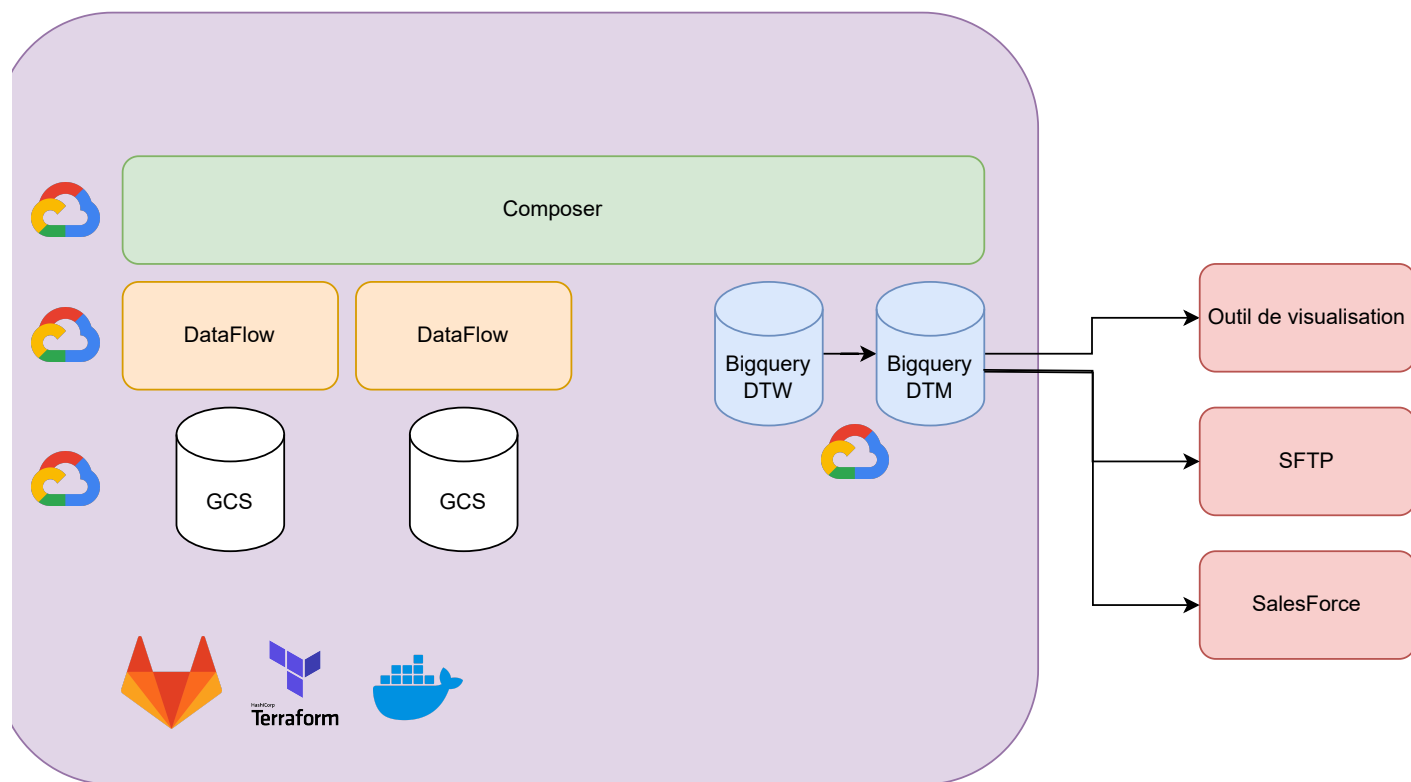 Composer
DataFlow
DataFlow
Bigquery
DTW
Bigquery
DTM
Outil de visualisation
GCS
GCS
SFTP
SalesForce
HashiCorp
Terraform